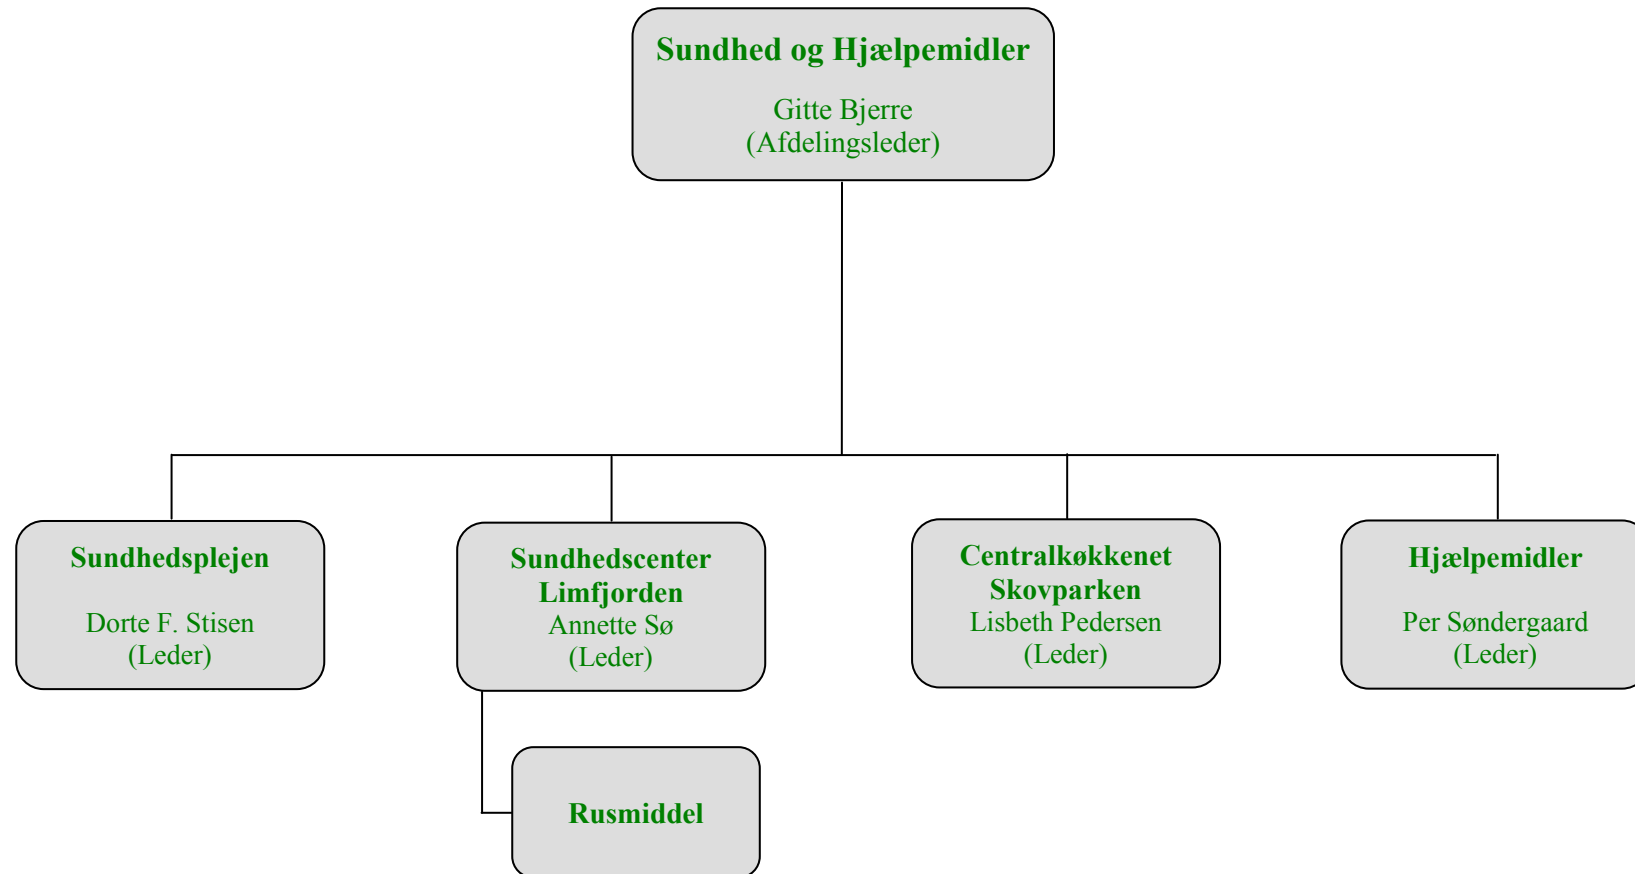 Sundhed og Hjælpemidler
Gitte Bjerre
(Afdelingsleder)
Sundhedsplejen
Dorte F. Stisen
(Leder)
Sundhedscenter
Limfjorden
Annette Sø
(Leder)
Centralkøkkenet
Skovparken
Lisbeth Pedersen
(Leder)
Hjælpemidler
Per Søndergaard
(Leder)
Rusmiddel